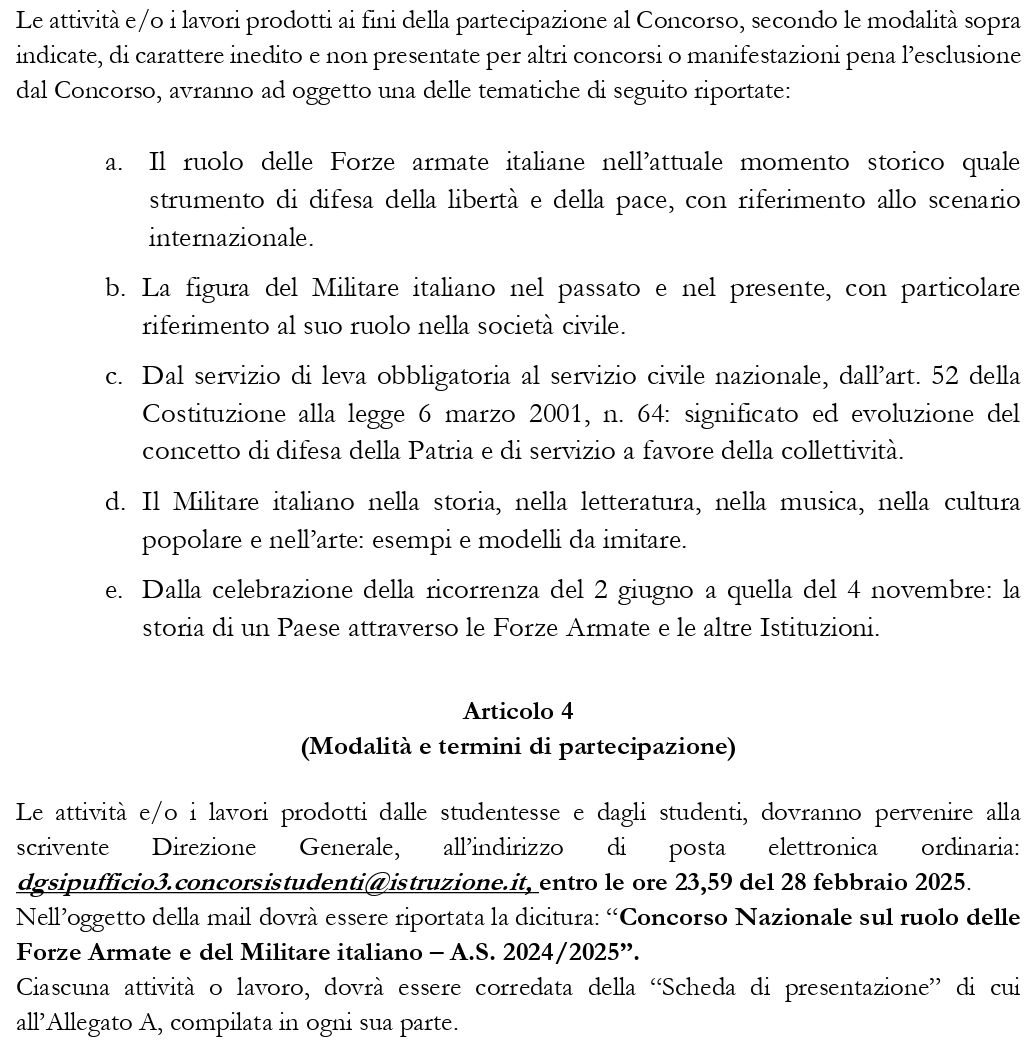 Le attività e/o i lavori prodotti ai fini della partecipazione al Concorso, secondo le modalità sopra
indicate, di carattere inedito e non presentate per altri concorsi o manifestazioni pena l’esclusione
dal Concorso, avranno ad oggetto una delle tematiche di seguito riportate:
a. Il ruolo delle Forze armate italiane nell’attuale momento storico quale
strumento di difesa della libertà e della pace, con riferimento allo scenario
internazionale.
b. La figura del Militare italiano nel passato e nel presente, con particolare
riferimento al suo ruolo nella società civile.
c. Dal servizio di leva obbligatoria al servizio civile nazionale, dall’art. 52 della
Costituzione alla legge 6 marzo 2001, n. 64: significato ed evoluzione del
concetto di difesa della Patria e di servizio a favore della collettività.
d. Il Militare italiano nella storia, nella letteratura, nella musica, nella cultura
popolare e nell’arte: esempi e modelli da imitare.
e. Dalla celebrazione della ricorrenza del 2 giugno a quella del 4 novembre: la
storia di un Paese attraverso le Forze Armate e le altre Istituzioni.
Articolo 4
(Modalità e termini di partecipazione)
Le attività e/o i lavori prodotti dalle studentesse e dagli studenti, dovranno pervenire alla
scrivente Direzione Generale, all’indirizzo di posta elettronica ordinaria:
dgsipufficio3.concorsistudenti@istruzione.it, entro le ore 23,59 del 28 febbraio 2025.
Nell’oggetto della mail dovrà essere riportata la dicitura: “Concorso Nazionale sul ruolo delle
Forze Armate e del Militare italiano – A.S. 2024/2025”.
Ciascuna attività o lavoro, dovrà essere corredata della “Scheda di presentazione” di cui
all’Allegato A, compilata in ogni sua parte.